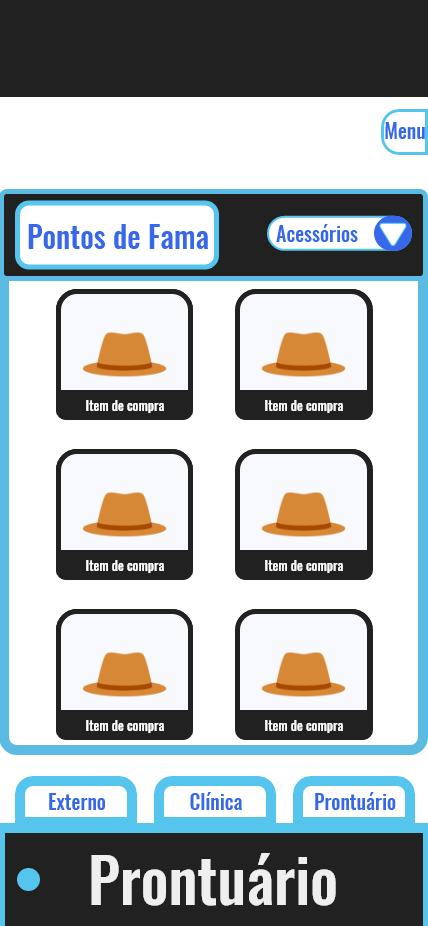 Menu
Pontos de Fama
Acessórios
Item de compra
Item de compra
Item de compra
Item de compra
Item de compra
Item de compra
Externo
Clínica
Prontuário
Prontuário